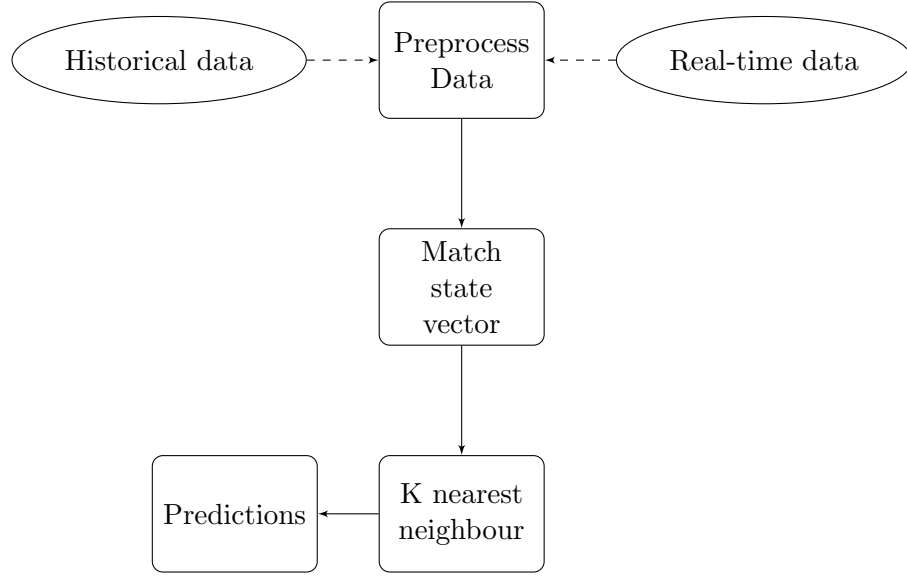 Historical data
Preprocess
Data
Real-time data
Match
state
vector
Predictions
K nearest
neighbour